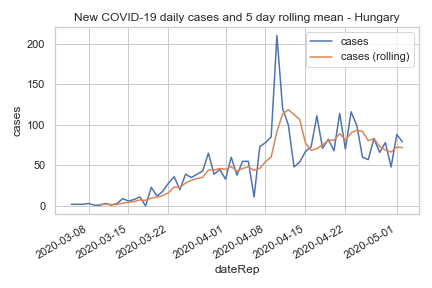 New COVID-19 daily cases and 5 day rolling mean - Hungary
cases
cases (rolling)
200
150
100
50
0
cases
2020-03-08
2020-03-15
2020-03-22
2020-04-01
2020-04-08
2020-04-15
2020-04-22
2020-05-01
dateRep